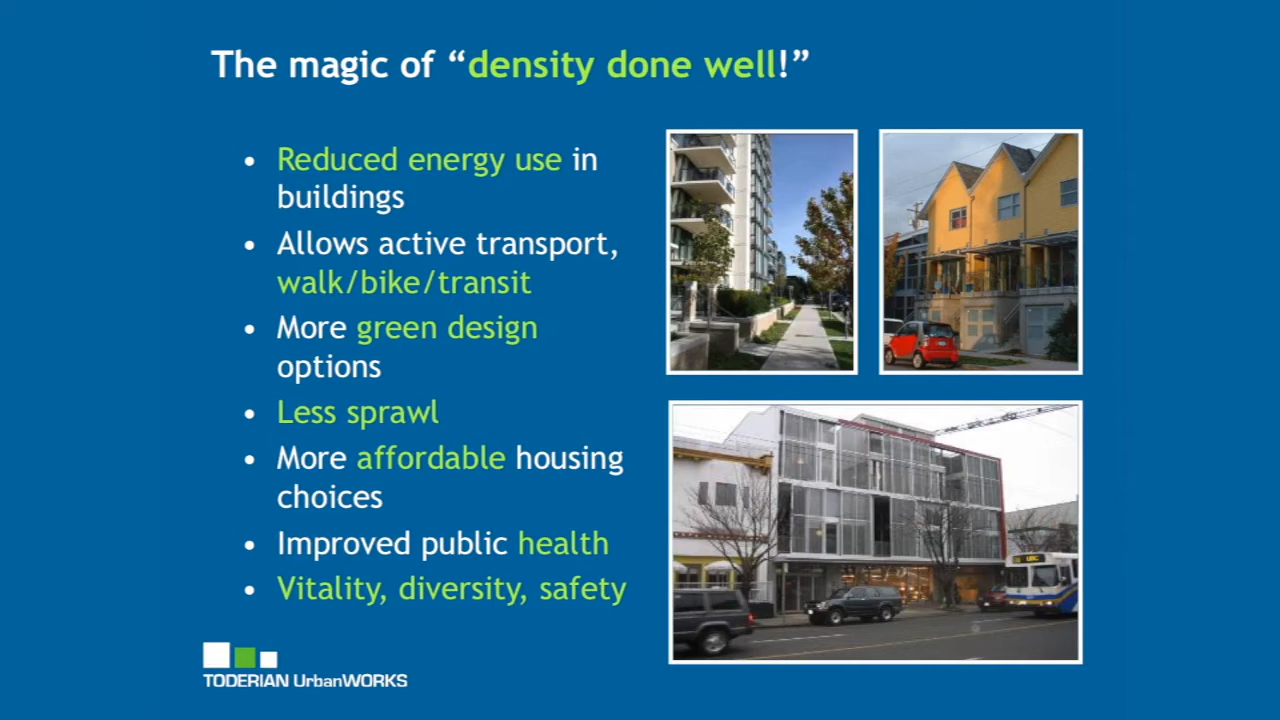 The magic of “density done well!”
• Reduced energy use in
buildings
• Allows active transport,
walk/bike/transit
• More green design
options
• Less sprawl
• More affordable housing
choices
• Improved public health
• Vitality, diversity, safety
TODERIAN UrbanWORKS